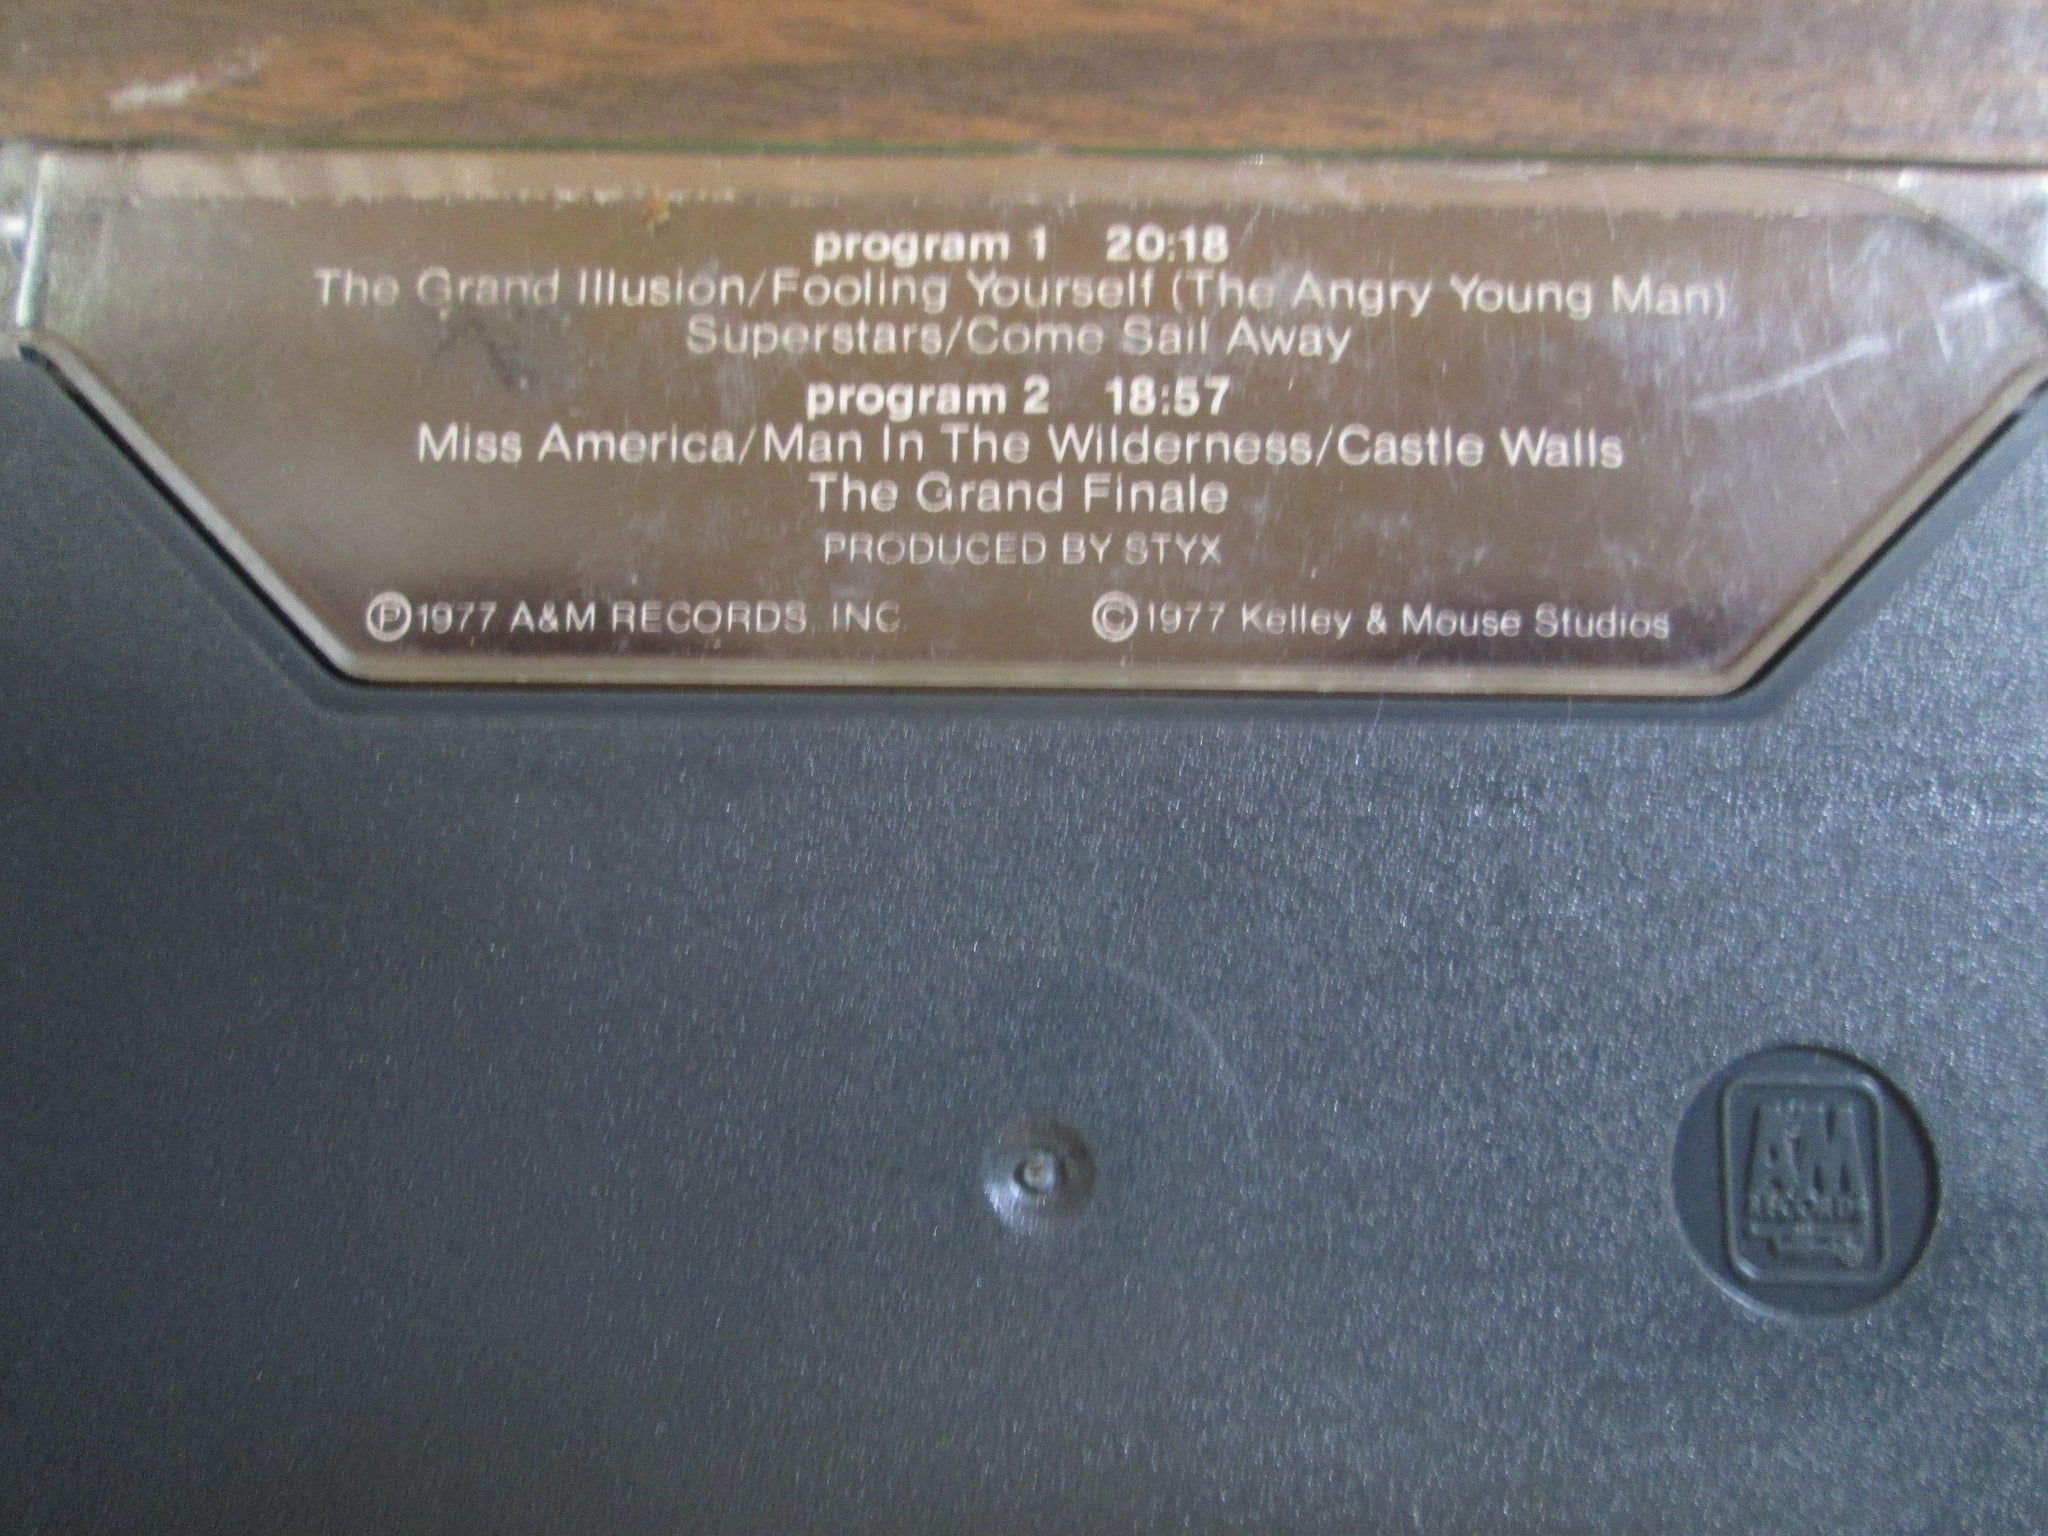 program 1 20:18
The Grand Illusion/Fooling Yourself (The Angry Young Man)
Superstars/Come Sail Away
program 2 18:57
Miss America/Man In The Wilderness/Castle Walls
The Grand Finale
PRODUCED BY STYX
Ⓟ1977 A&M RECORDS, INC.
©1977 Kelley & Mouse Studios
A&M
RECORDS